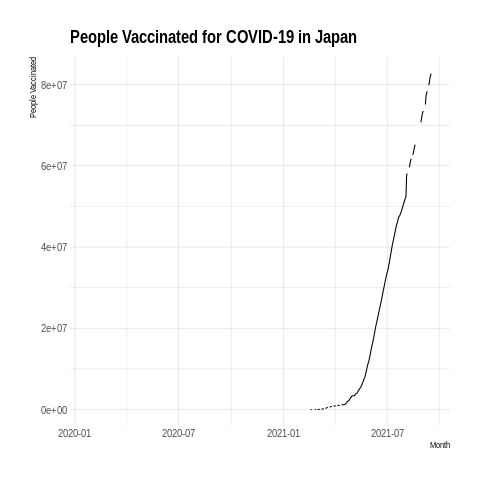 People Vaccinated for COVID-19 in Japan
People Vaccinated
8e+07
6e+07
4e+07
2e+07
0e+00
2020-01 2020-07 2021-01 2021-07
Month